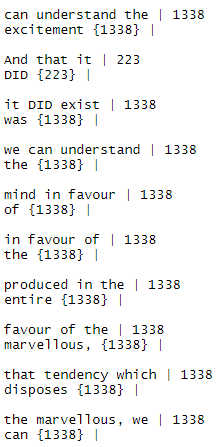 can understand the | 1338
excitement {1338} |
And that it | 223
DID {223} |
it DID exist | 1338
was {1338} |
we can understand | 1338
the {1338} |
mind in favour | 1338
of {1338} |
in favour of | 1338
the {1338} |
produced in the | 1338
entire {1338} |
favour of the | 1338
marvellous, {1338} |
that tendency which | 1338
disposes {1338} |
the marvellous, we | 1338
can {1338} |